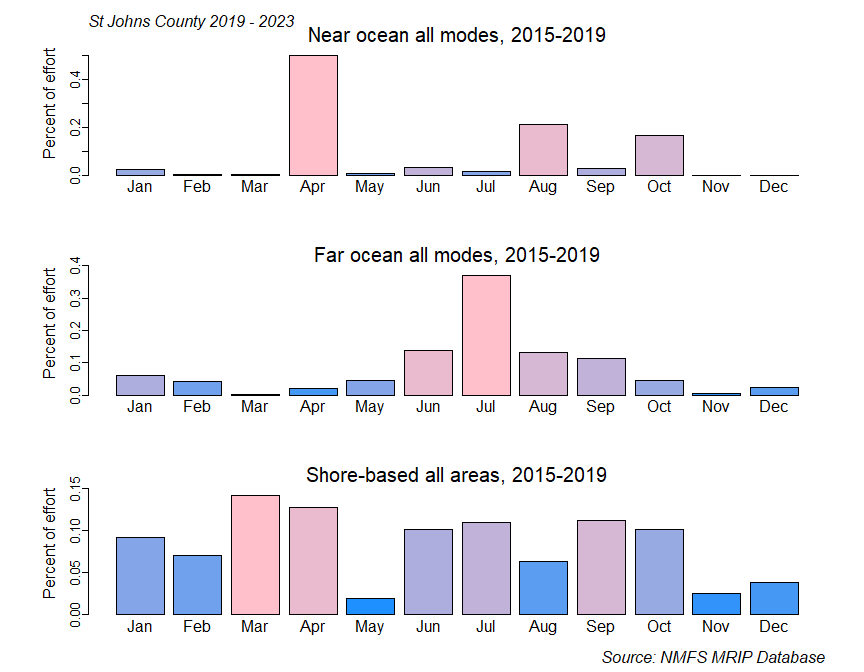 St Johns County 2019 - 2023
Near ocean all modes, 2015-2019
Percent of effort
0.0 0.2 0.4
Jan Feb Mar Apr May Jun Jul Aug Sep Oct Nov Dec
Far ocean all modes, 2015-2019
Percent of effort
0.0 0.1 0.2 0.3 0.4
Jan Feb Mar Apr May Jun Jul Aug Sep Oct Nov Dec
Shore-based all areas, 2015-2019
Percent of effort
0.00 0.05 0.10 0.15
Jan Feb Mar Apr May Jun Jul Aug Sep Oct Nov Dec
Source: NMFS MRIP Database